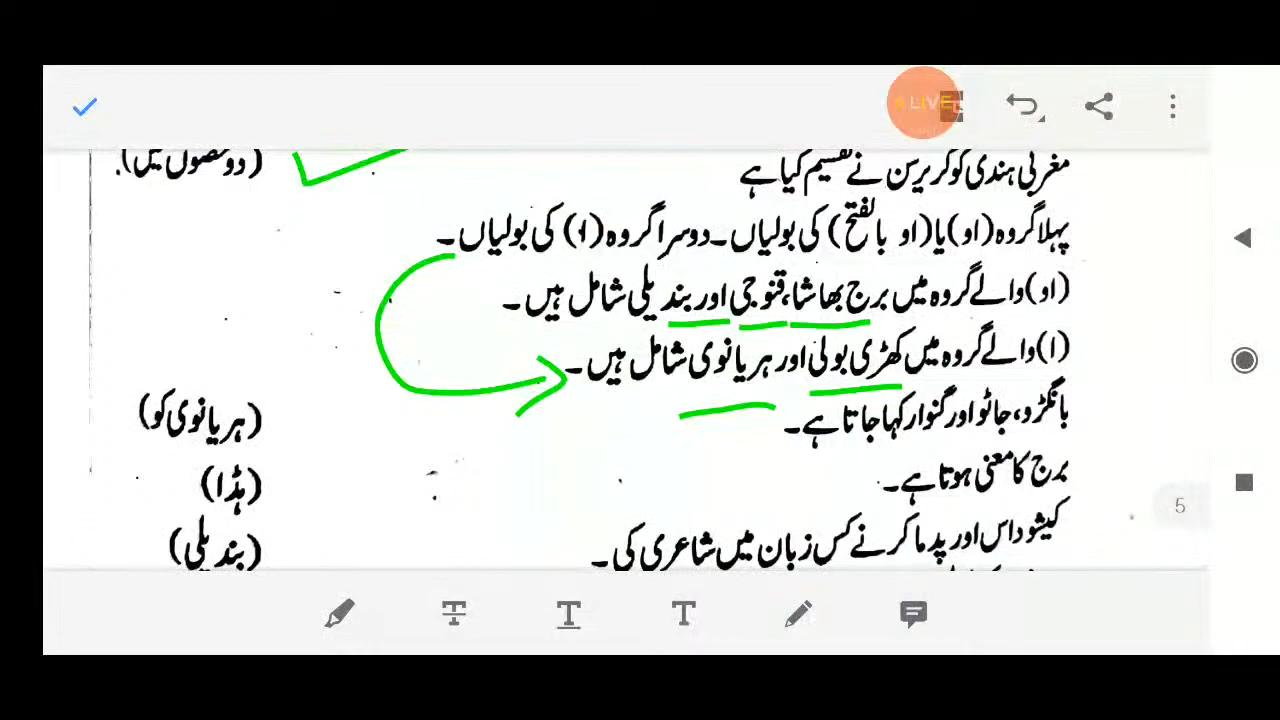 LIVE
مغربی ہندی کو گریرسن نے تقسیم کیا ہے (دو حصوں میں).
پہلا گروہ (او) یا (او بالفتح) کی بولیاں۔ دوسرا گروہ (ا) کی بولیاں۔
(او) والے گروہ میں برج بھاشا، قنوجی اور بندیلی شامل ہیں۔
(ا) والے گروہ میں کھڑی بولی اور ہریانوی شامل ہیں۔
بانگڑو، جاٹو اور گنوار کہا جاتا ہے۔ (ہریانوی کو)
برج کا معنی ہوتا ہے۔ (ہڈا)
کیشو داس اور پدماکر نے کس زبان میں شاعری کی۔ (بندیلی)
5